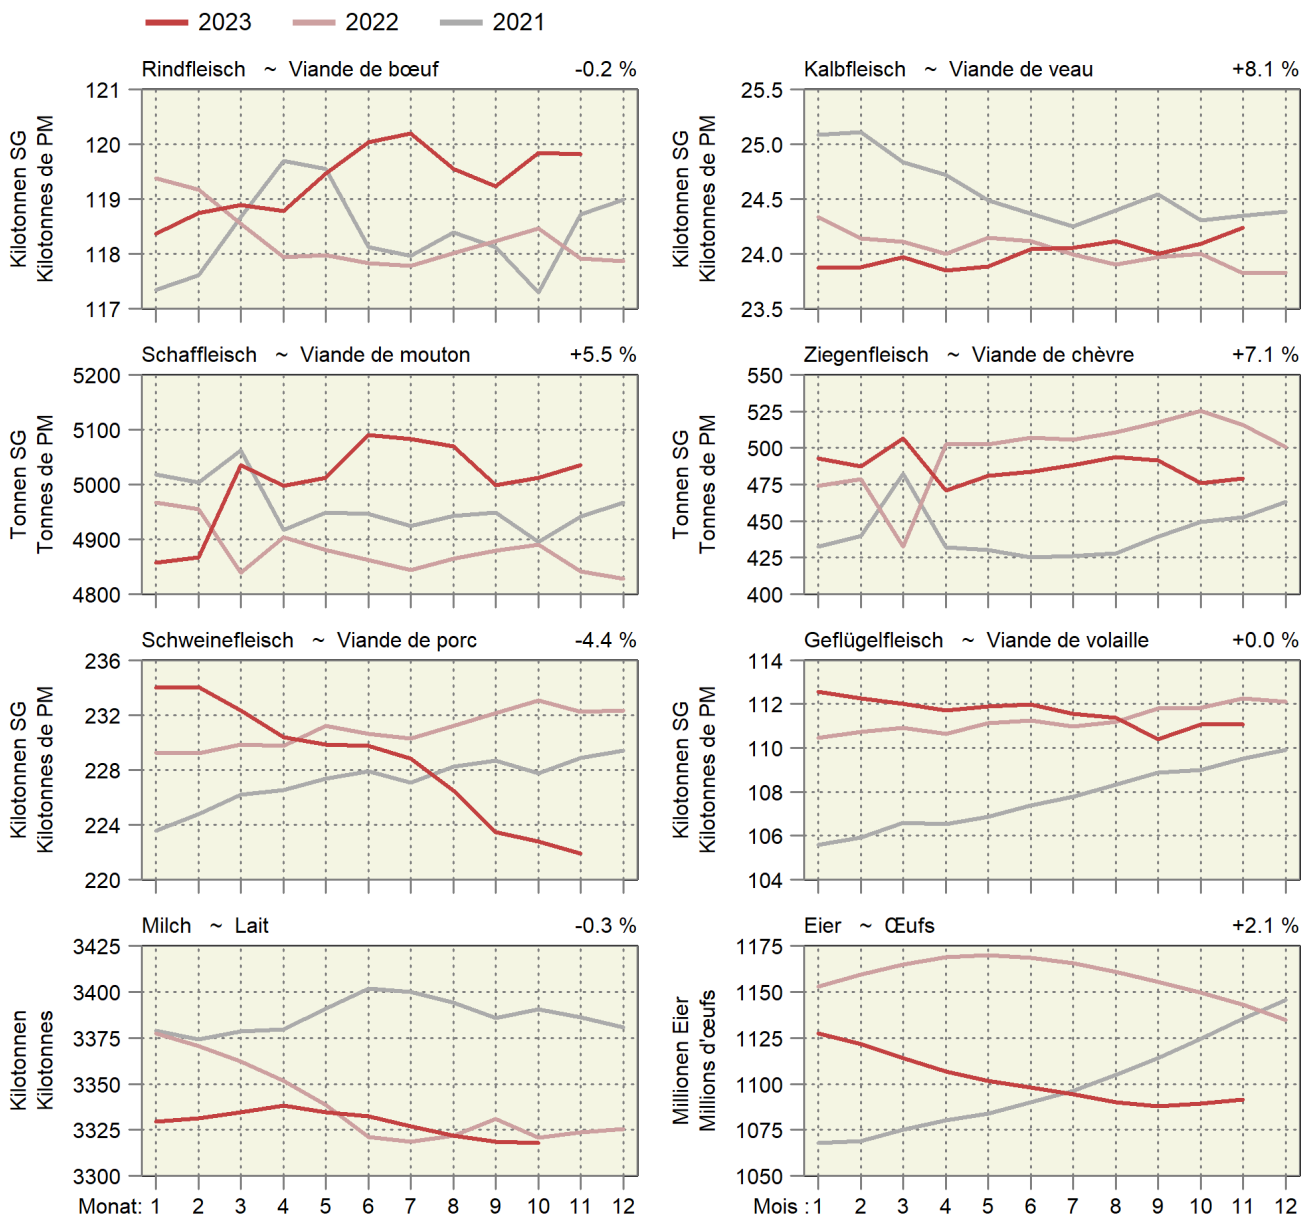 2023 2022 2021
Rindfleisch ~ Viande de bœuf -0.2 %
Kilotonnen SG
Kilotonnes de PM
121
120
119
118
117
Kalbfleisch ~ Viande de veau +8.1 %
Kilotonnen SG
Kilotonnes de PM
25.5
25.0
24.5
24.0
23.5
Schaffleisch ~ Viande de mouton +5.5 %
Tonnen SG
Tonnes de PM
5200
5100
5000
4900
4800
Ziegenfleisch ~ Viande de chèvre +7.1 %
Tonnen SG
Tonnes de PM
550
525
500
475
450
425
400
Schweinefleisch ~ Viande de porc -4.4 %
Kilotonnen SG
Kilotonnes de PM
236
232
228
224
220
Geflügelfleisch ~ Viande de volaille +0.0 %
Kilotonnen SG
Kilotonnes de PM
114
112
110
108
106
104
Milch ~ Lait -0.3 %
Kilotonnen
Kilotonnes
3425
3400
3375
3350
3325
3300
Monat: 1 2 3 4 5 6 7 8 9 10 11 12
Eier ~ Œufs +2.1 %
Millionen Eier
Millions d'œufs
1175
1150
1125
1100
1075
1050
Mois : 1 2 3 4 5 6 7 8 9 10 11 12